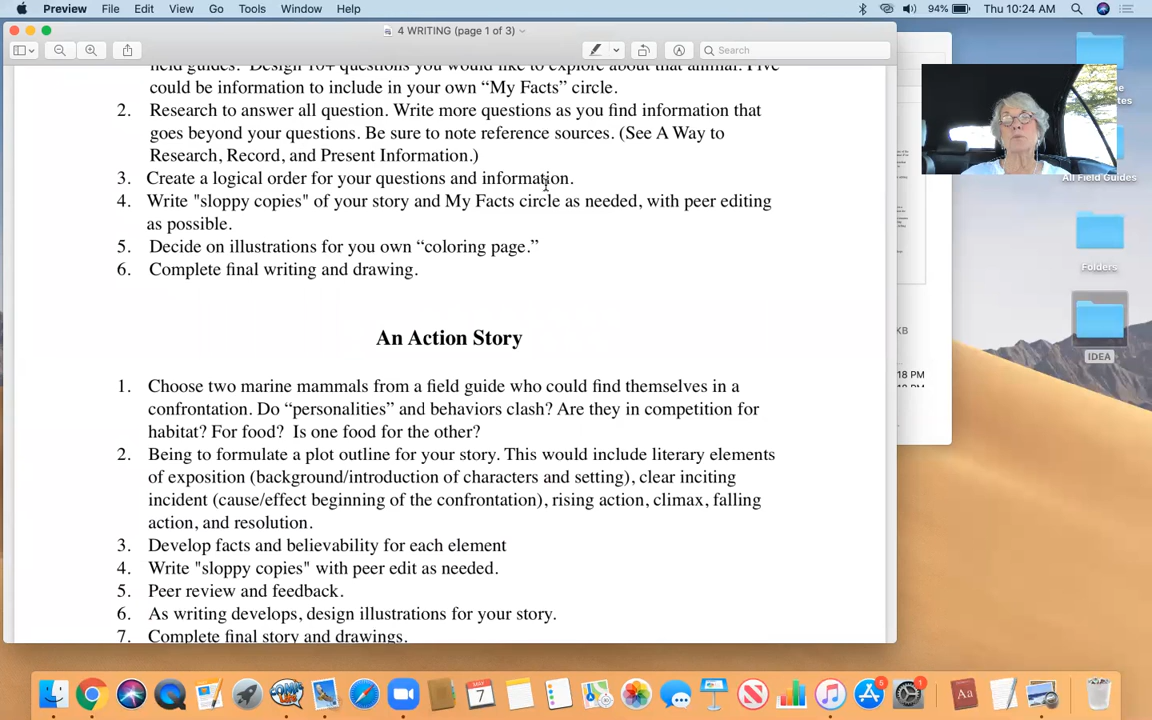 Preview File Edit View Go Tools Window Help
94% Thu 10:24 AM
4 WRITING (page 1 of 3)
Search
field guides. Design 10+ questions you would like to explore about that animal. Five
could be information to include in your own “My Facts” circle.
2. Research to answer all question. Write more questions as you find information that
goes beyond your questions. Be sure to note reference sources. (See A Way to
Research, Record, and Present Information.)
3. Create a logical order for your questions and information.
4. Write "sloppy copies" of your story and My Facts circle as needed, with peer editing
as possible.
5. Decide on illustrations for you own “coloring page.”
6. Complete final writing and drawing.
An Action Story
1. Choose two marine mammals from a field guide who could find themselves in a
confrontation. Do “personalities” and behaviors clash? Are they in competition for
habitat? For food? Is one food for the other?
2. Being to formulate a plot outline for your story. This would include literary elements
of exposition (background/introduction of characters and setting), clear inciting
incident (cause/effect beginning of the confrontation), rising action, climax, falling
action, and resolution.
3. Develop facts and believability for each element
4. Write "sloppy copies" with peer edit as needed.
5. Peer review and feedback.
6. As writing develops, design illustrations for your story.
7. Complete final story and drawings.
All Field Guides
Folders
IDEA
KB
18 PM
MAY
7
5
1
Aa